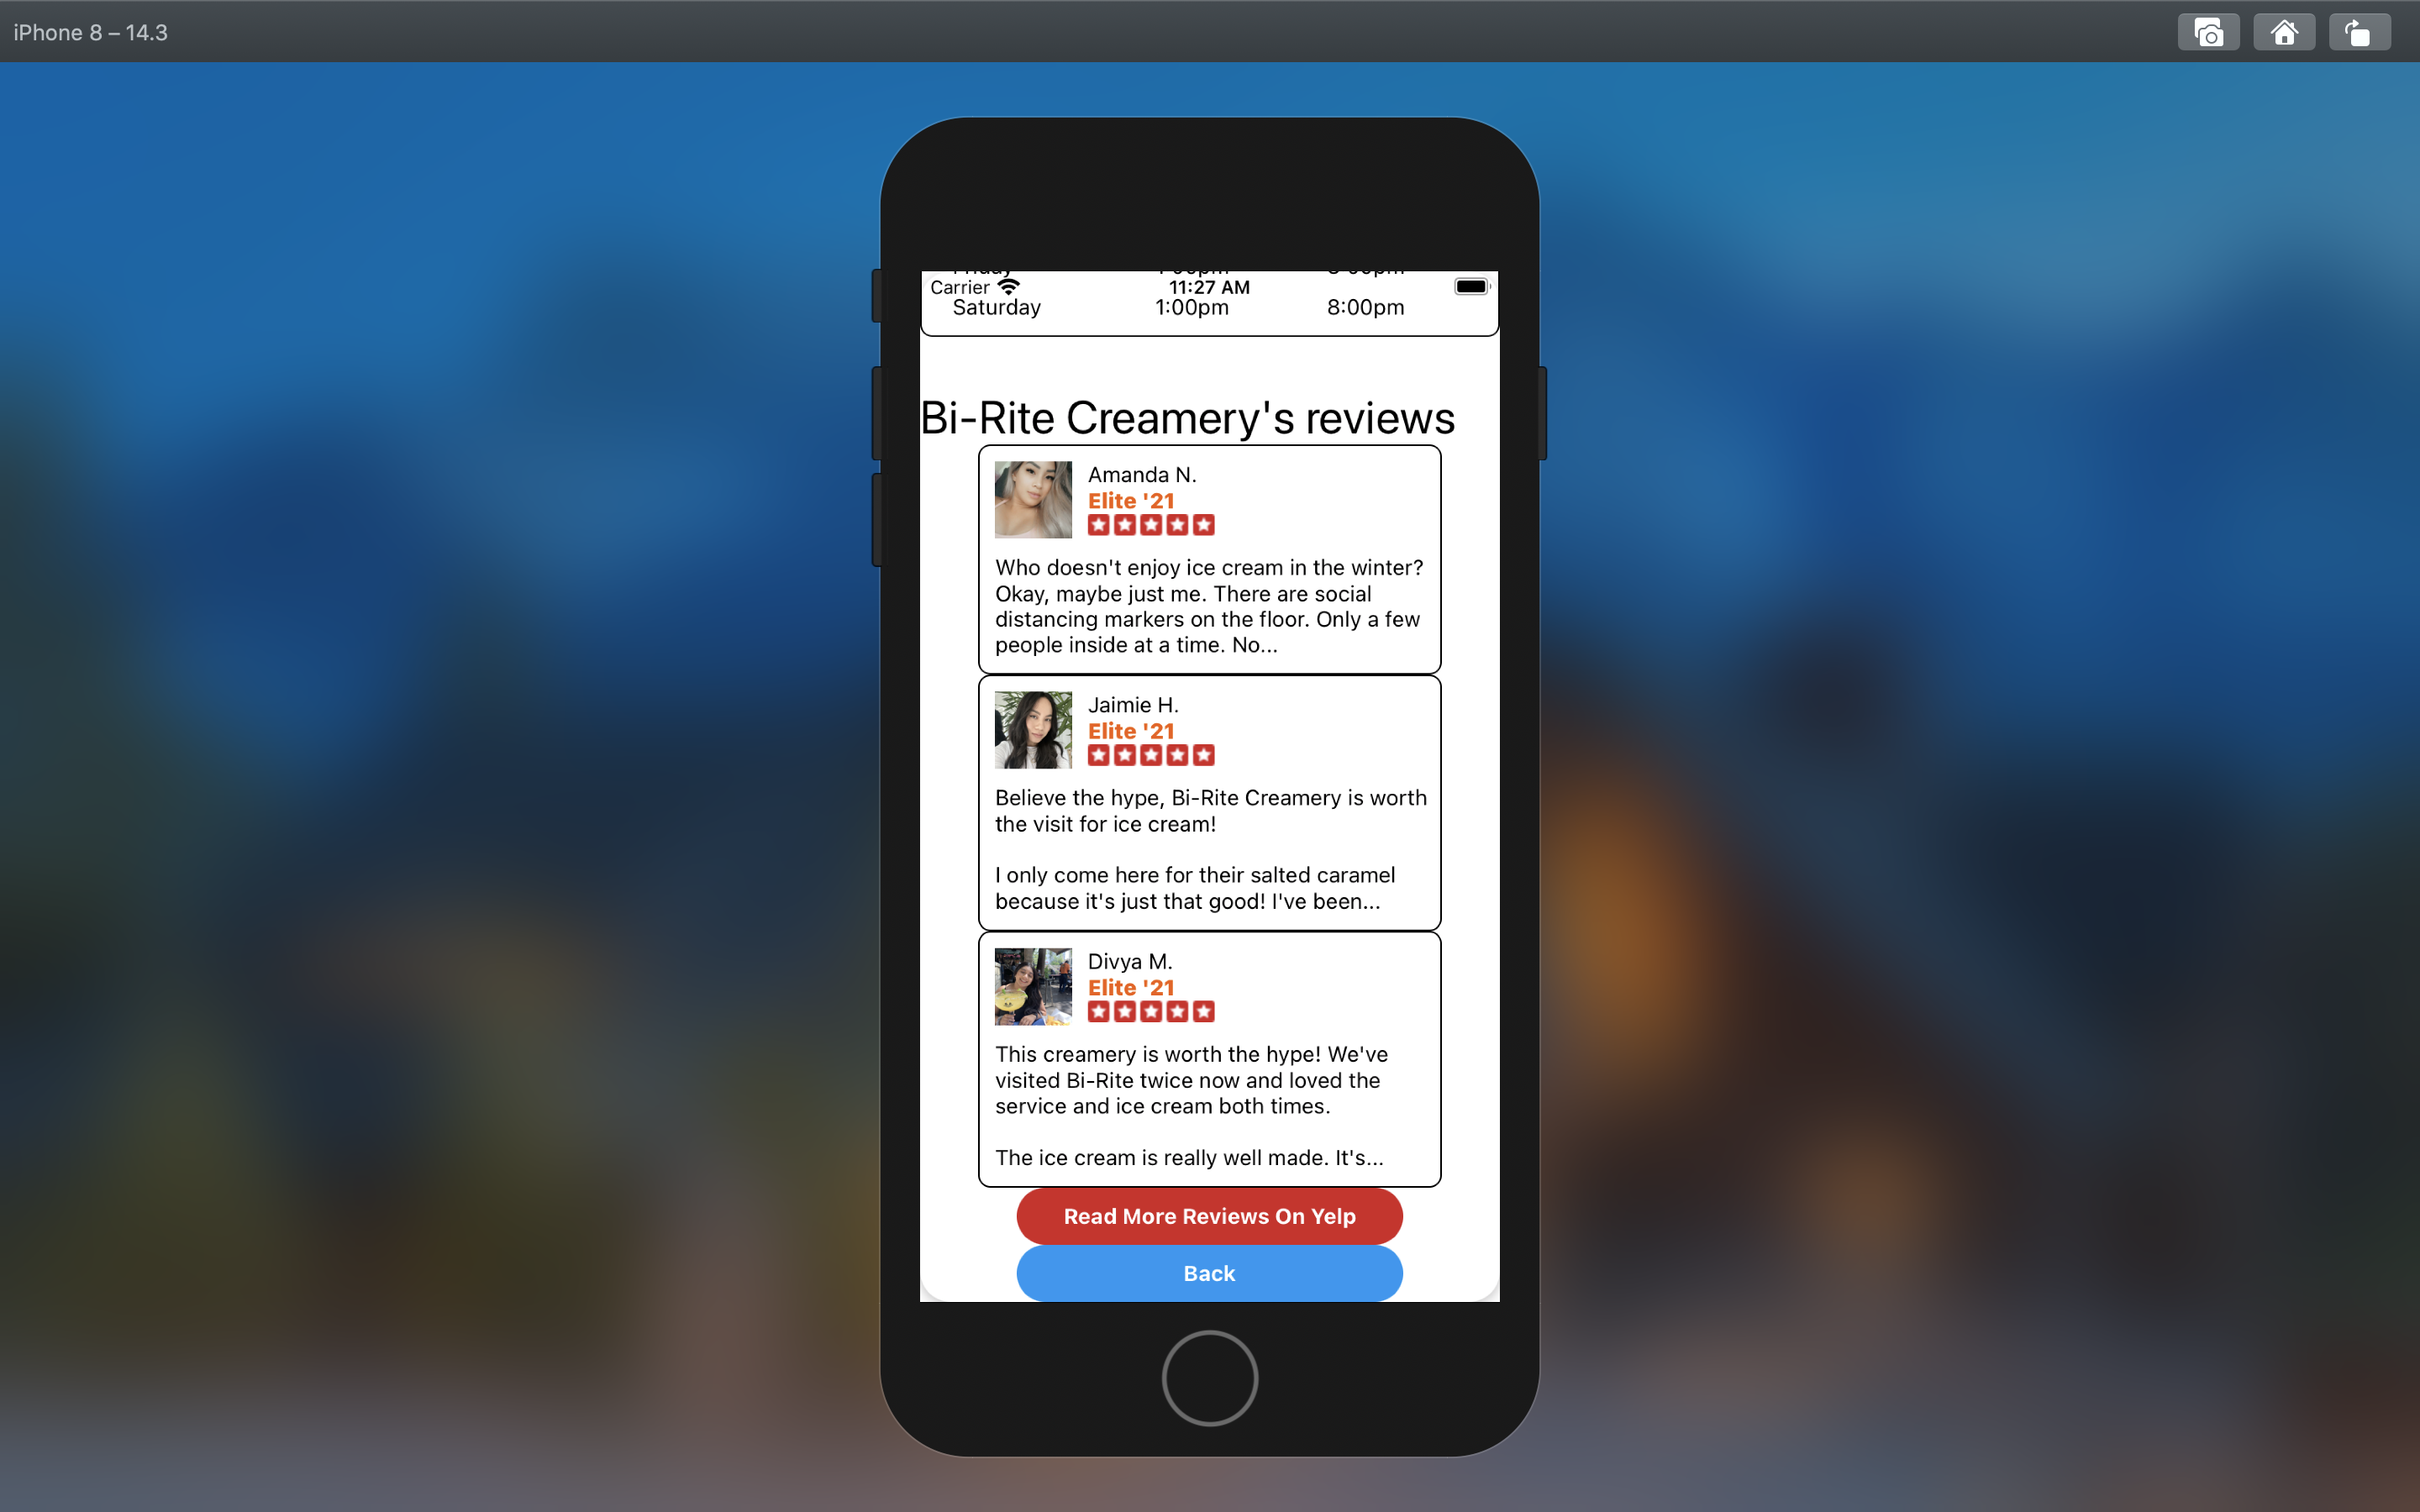 iPhone 8 – 14.3
Friday 1:00pm 8:00pm
Carrier 11:27 AM
Saturday 1:00pm 8:00pm
Bi-Rite Creamery's reviews
Amanda N.
Elite '21
Who doesn't enjoy ice cream in the winter?
Okay, maybe just me. There are social
distancing markers on the floor. Only a few
people inside at a time. No...
Jaimie H.
Elite '21
Believe the hype, Bi-Rite Creamery is worth
the visit for ice cream!
I only come here for their salted caramel
because it's just that good! I've been...
Divya M.
Elite '21
This creamery is worth the hype! We've
visited Bi-Rite twice now and loved the
service and ice cream both times.
The ice cream is really well made. It's...
Read More Reviews On Yelp
Back